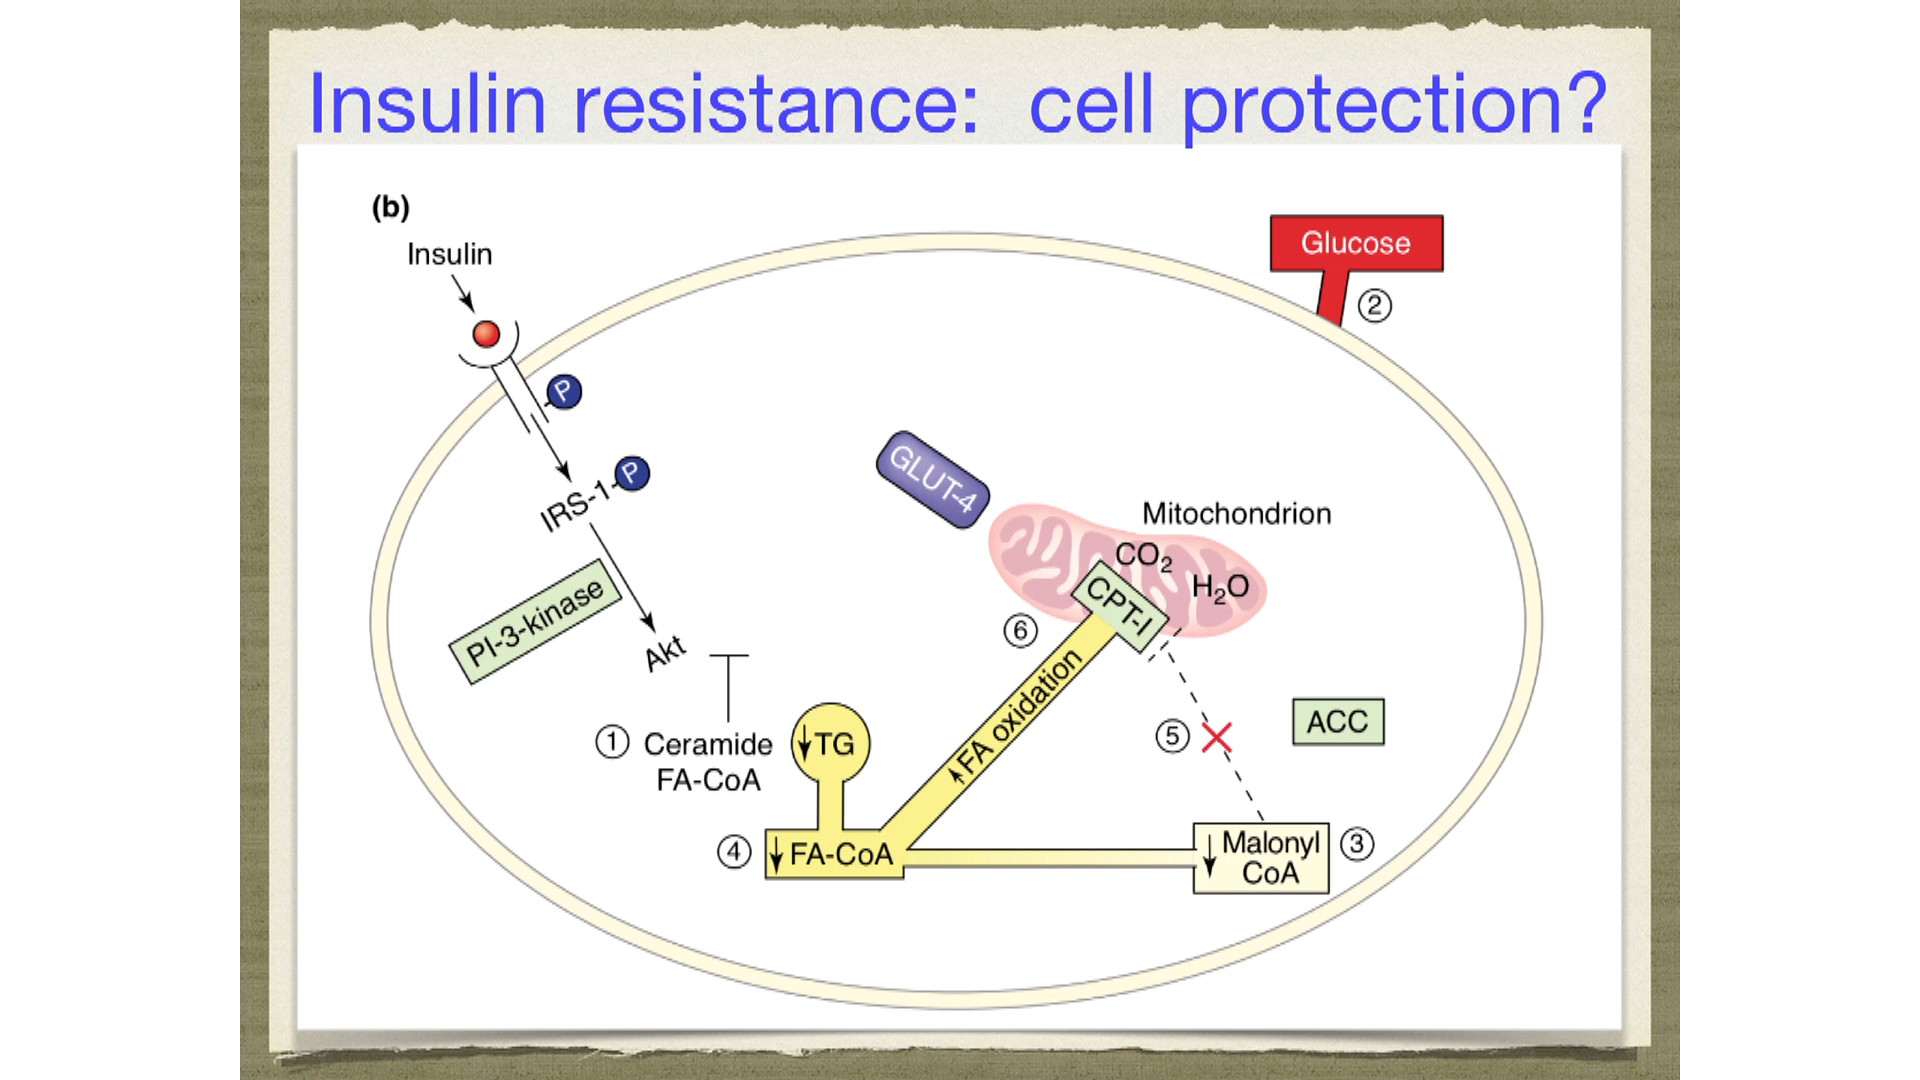 Insulin resistance: cell protection?
(b)
Insulin
Glucose
②
P
P
IRS-1-
GLUT-4
Mitochondrion
CO₂
H₂O
CPT-I
PI-3-kinase
Akt
⑥
↑FA oxidation
① Ceramide
FA-CoA
↓TG
⑤
ACC
④ ↓FA-CoA
↓ Malonyl
CoA
③